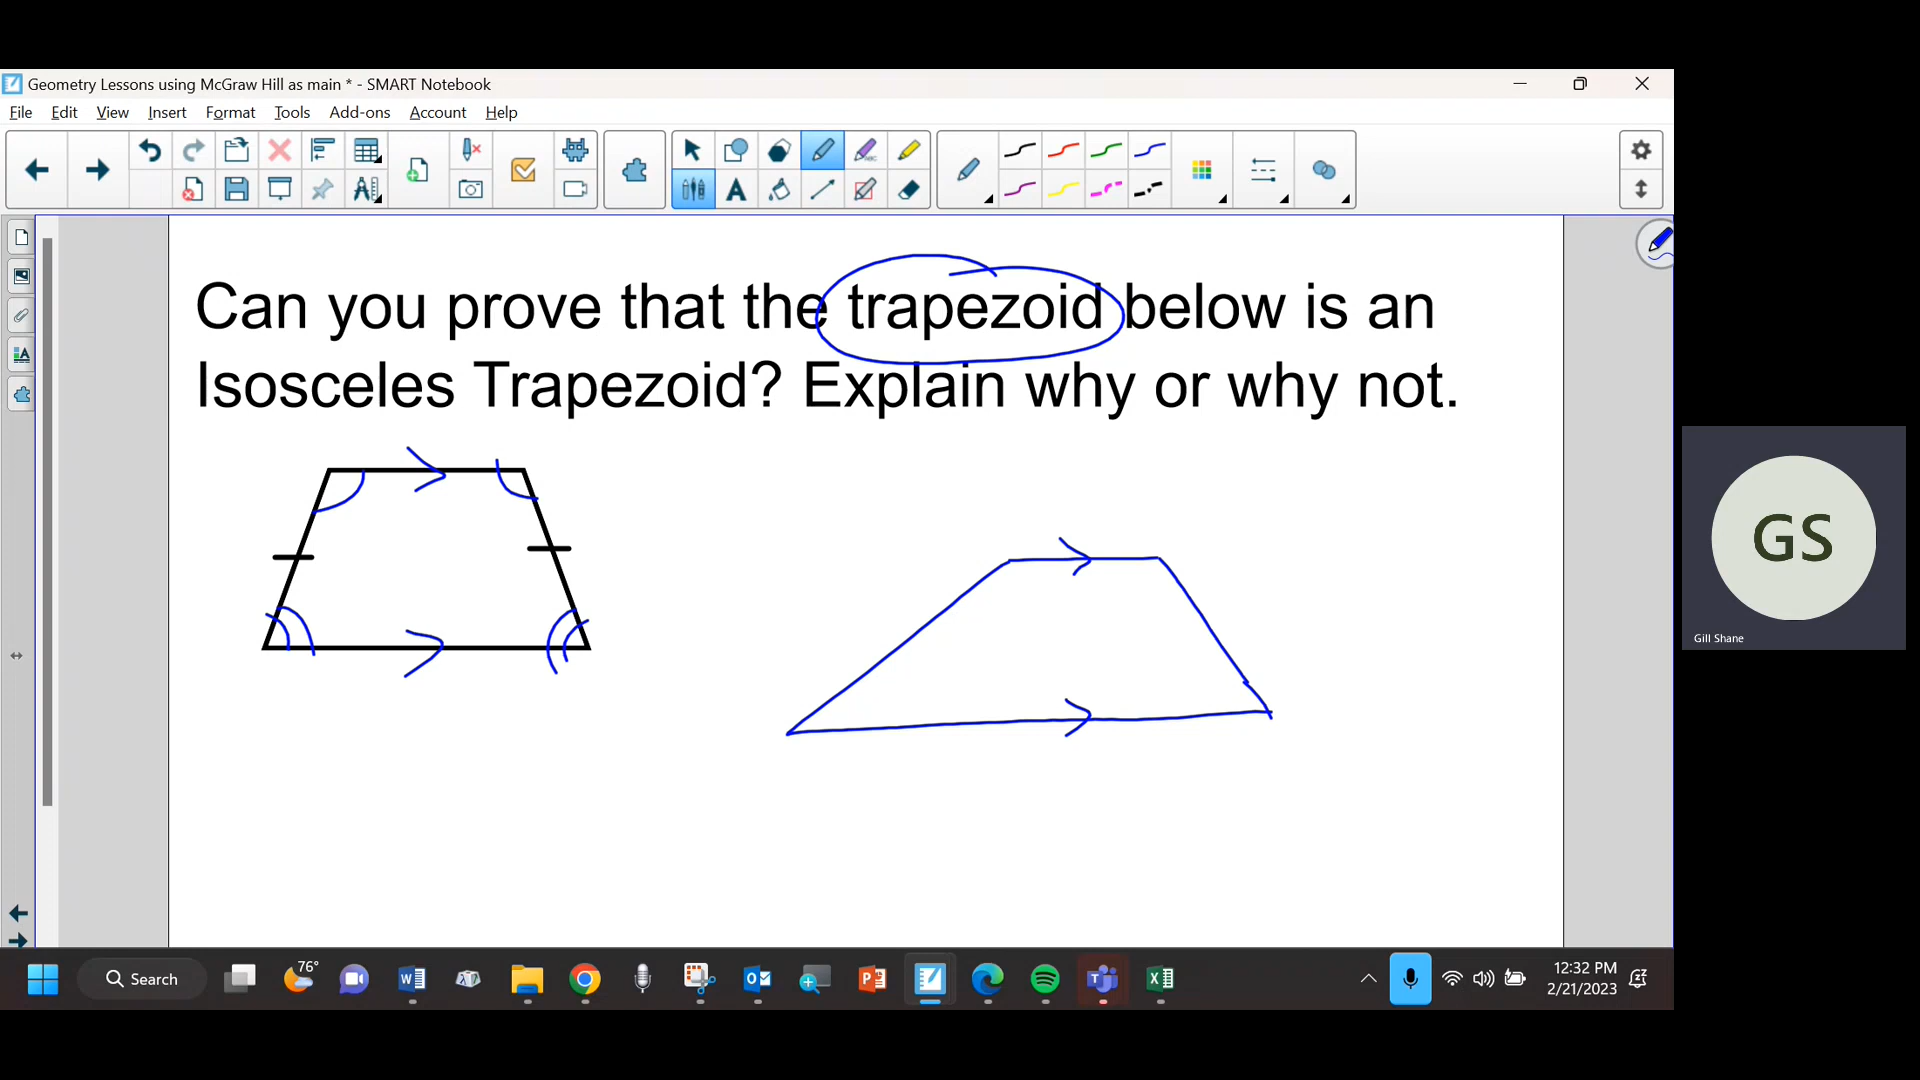 Geometry Lessons using McGraw Hill as main * - SMART Notebook
File Edit View Insert Format Tools Add-ons Account Help
Can you prove that the trapezoid below is an
Isosceles Trapezoid? Explain why or why not.
GS
Gill Shane
76°
Search
12:32 PM
2/21/2023